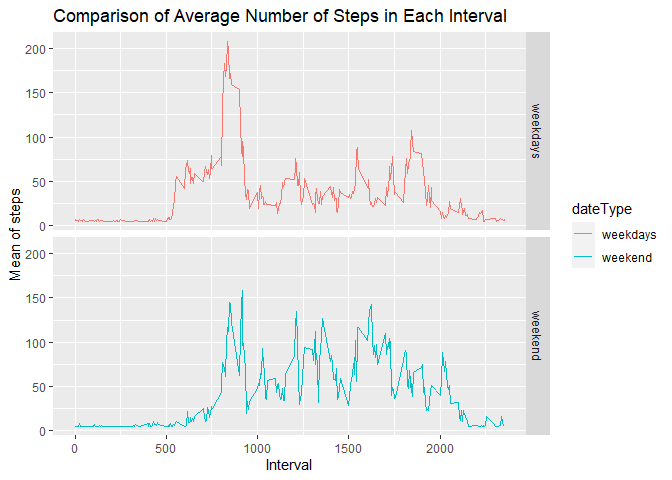 Comparison of Average Number of Steps in Each Interval
200
150
100
50
0
weekdays
200
150
100
50
0
weekend
Mean of steps
0
500
1000
1500
2000
Interval
dateType
weekdays
weekend